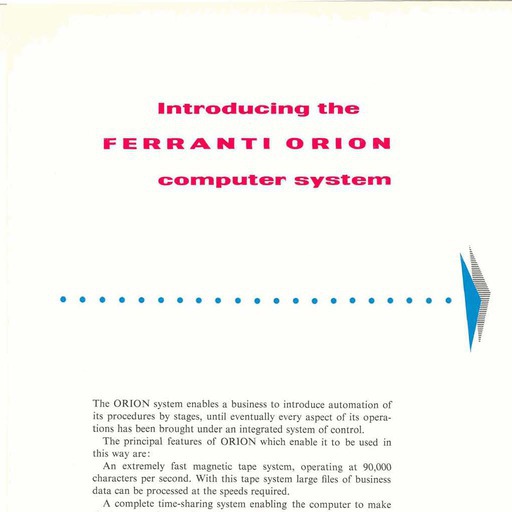 Introducing the
FERRANTI ORION
computer system
The ORION system enables a business to introduce automation of
its procedures by stages, until eventually every aspect of its opera-
tions has been brought under an integrated system of control.
The principal features of ORION which enable it to be used in
this way are:
An extremely fast magnetic tape system, operating at 90,000
characters per second. With this tape system large files of business
data can be processed at the speeds required.
A complete time-sharing system enabling the computer to make